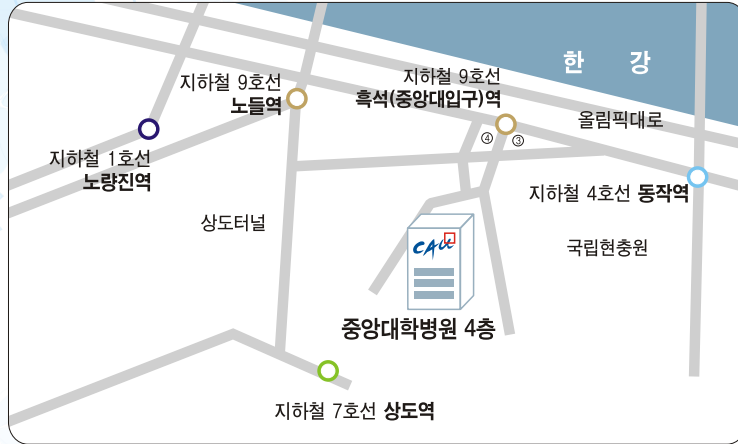 한 강
지하철 9호선
흑석(중앙대입구)역
지하철 9호선
노들역
올림픽대로
④ ③
지하철 1호선
노량진역
지하철 4호선 동작역
상도터널
국립현충원
CAU
중앙대학병원 4층
지하철 7호선 상도역